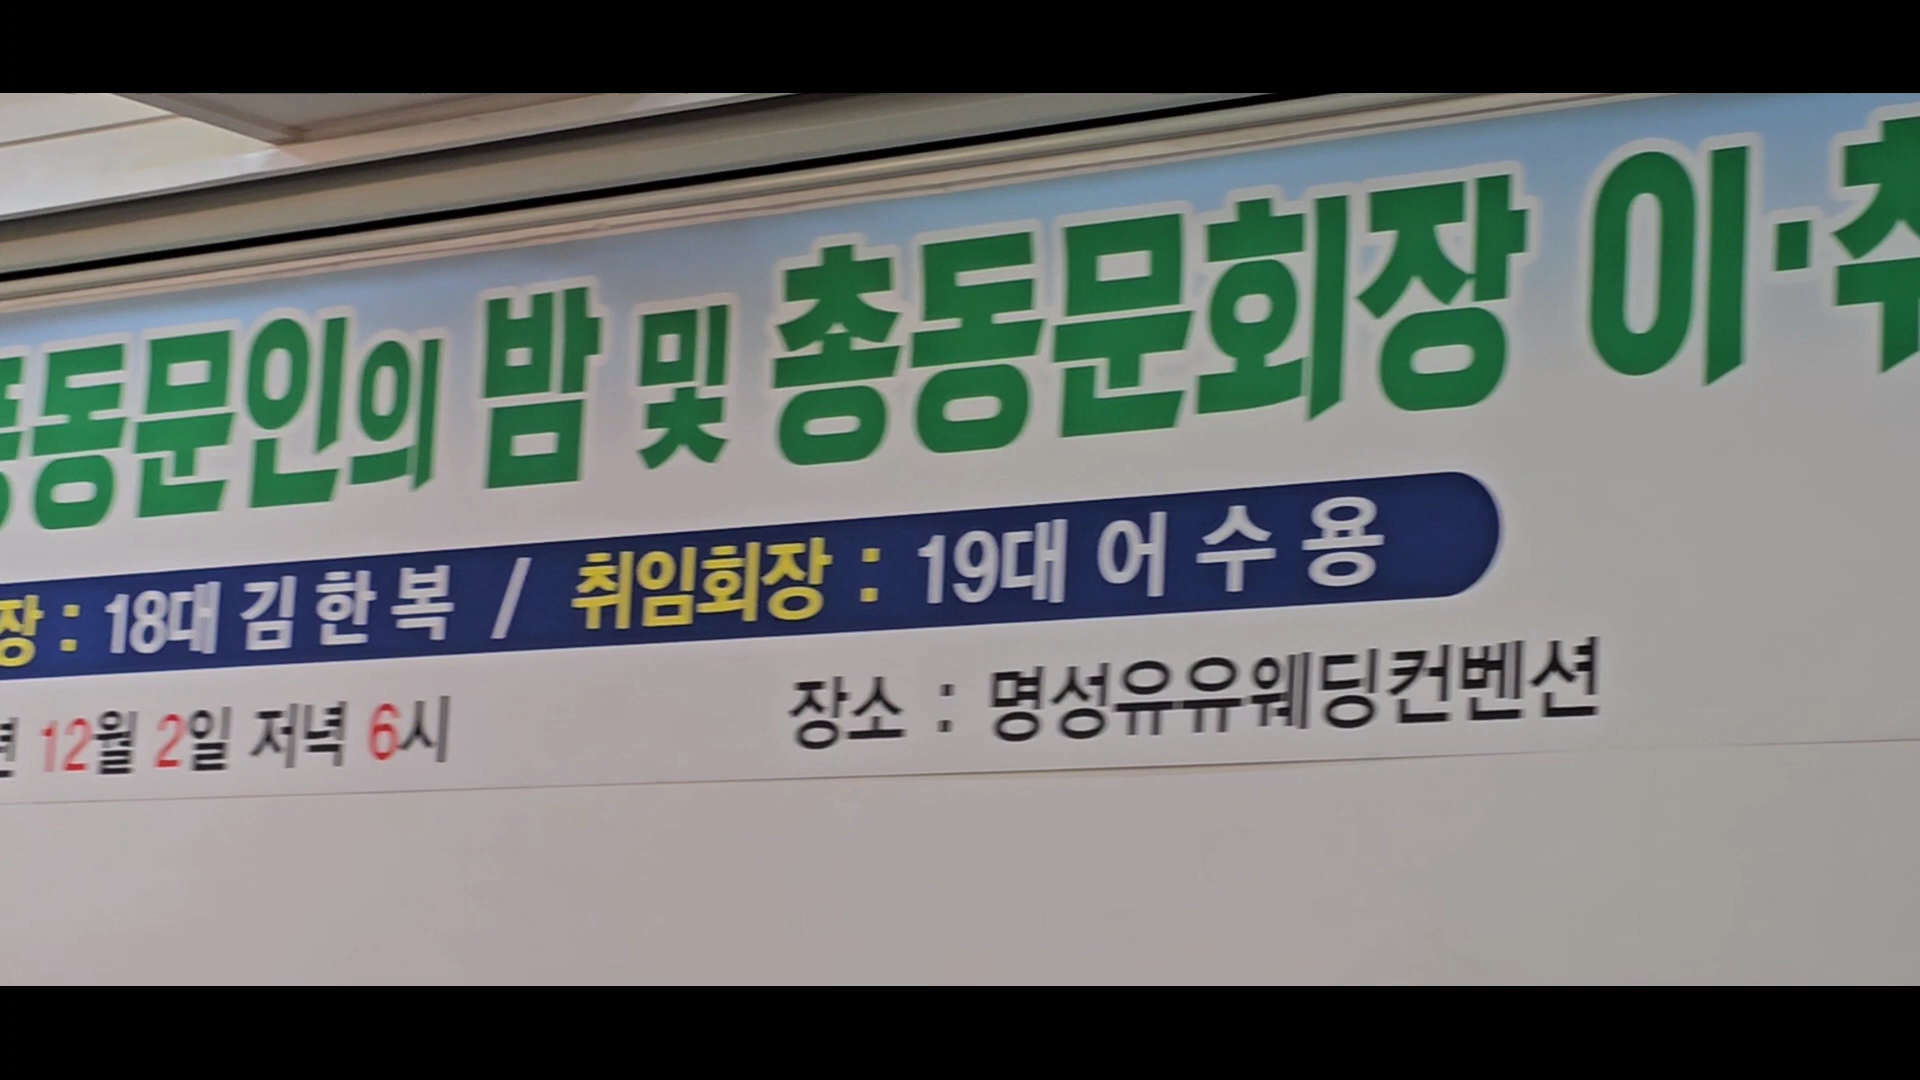 동문인의 밤 및 총동문회장 이·
장 : 18대 김한복 / 취임회장 : 19대 어수용
12월 2일 저녁 6시 장소 : 명성유유웨딩컨벤션